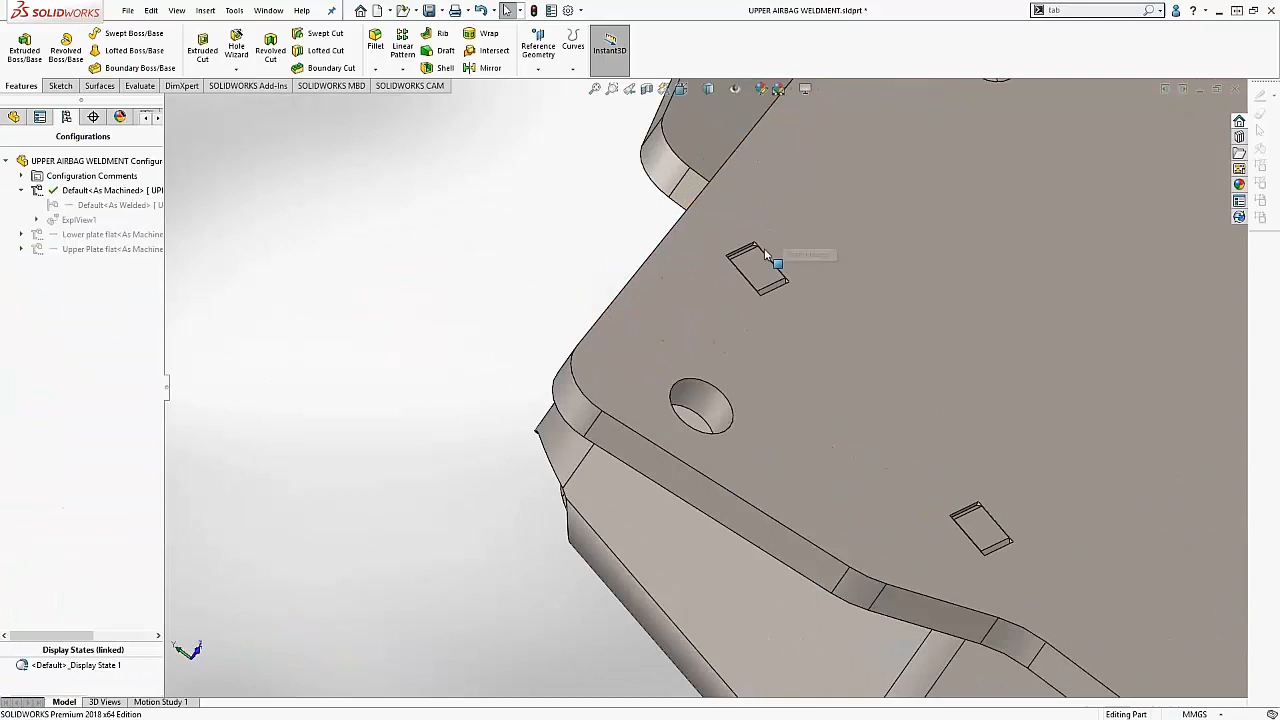 SOLIDWORKS
File Edit View Insert Tools Window Help
UPPER AIRBAG WELDMENT.sldprt *
tab
Extruded Boss/Base
Revolved Boss/Base
Swept Boss/Base
Lofted Boss/Base
Boundary Boss/Base
Extruded Cut
Hole Wizard
Revolved Cut
Swept Cut
Lofted Cut
Boundary Cut
Fillet
Linear Pattern
Rib
Draft
Shell
Wrap
Intersect
Mirror
Reference Geometry
Curves
Instant3D
Features Sketch Surfaces Evaluate DimXpert SOLIDWORKS Add-Ins SOLIDWORKS MBD SOLIDWORKS CAM
Configurations
UPPER AIRBAG WELDMENT Configur
Configuration Comments
Default<As Machined> [ UPI
Default<As Welded> [ U
ExplView1
Lower plate flat<As Machine
Upper Plate flat<As Machine
Display States (linked)
<Default>_Display State 1
Y Z
Model 3D Views Motion Study 1
SOLIDWORKS Premium 2018 x64 Edition
Editing Part MMGS